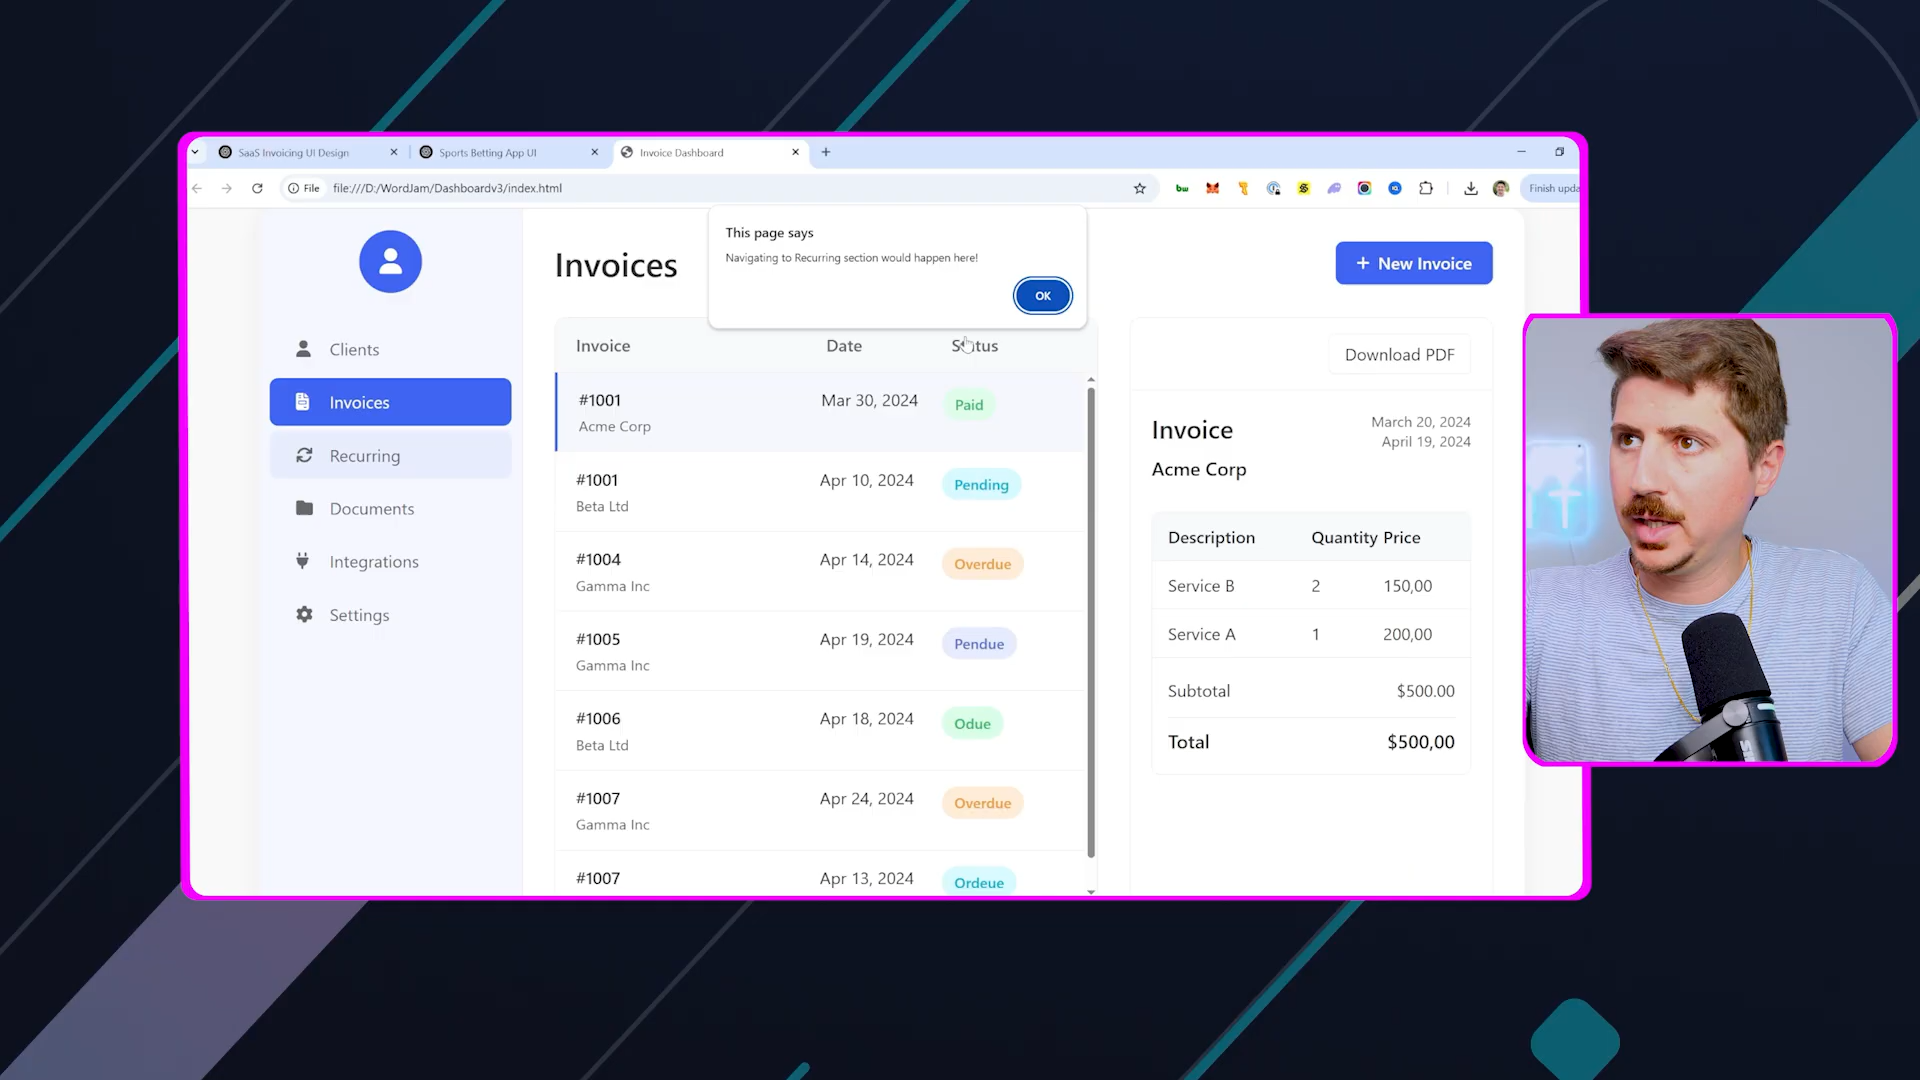 SaaS Invoicing UI Design
Sports Betting App UI
Invoice Dashboard
File
file:///D:/WordJam/Dashboardv3/index.html
bw
Finish upda
This page says
Navigating to Recurring section would happen here!
OK
Invoices
+ New Invoice
Clients
Invoices
Recurring
Documents
Integrations
Settings
Invoice Date Status
#1001 Mar 30, 2024 Paid
Acme Corp
#1001 Apr 10, 2024 Pending
Beta Ltd
#1004 Apr 14, 2024 Overdue
Gamma Inc
#1005 Apr 19, 2024 Pendue
Gamma Inc
#1006 Apr 18, 2024 Odue
Beta Ltd
#1007 Apr 24, 2024 Overdue
Gamma Inc
#1007 Apr 13, 2024 Ordeue
Download PDF
Invoice
March 20, 2024
April 19, 2024
Acme Corp
Description Quantity Price
Service B 2 150,00
Service A 1 200,00
Subtotal $500.00
Total $500,00